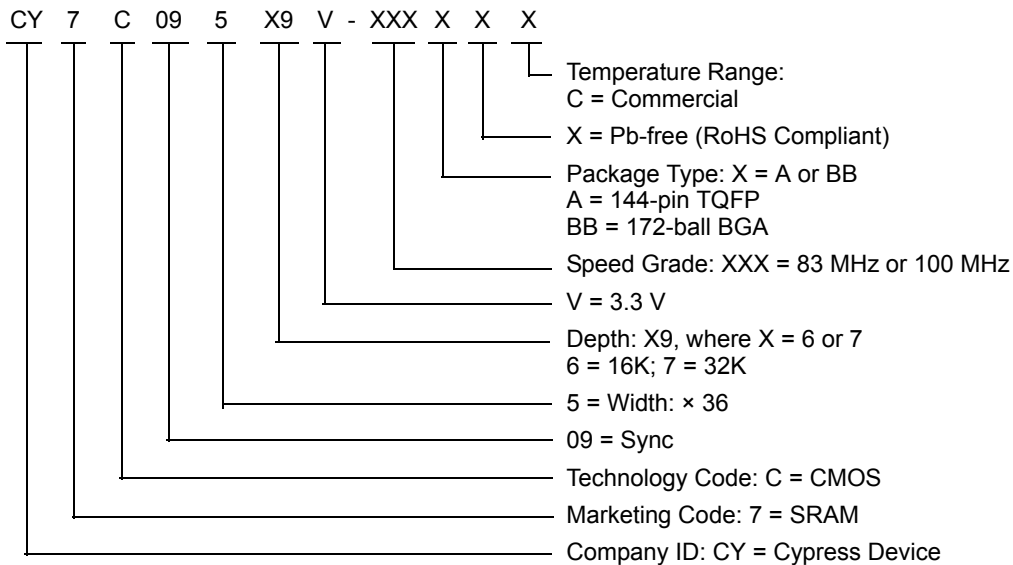 CY 7 C 09 5 X9 V - XXX X X X
Temperature Range:
C = Commercial
X = Pb-free (RoHS Compliant)
Package Type: X = A or BB
A = 144-pin TQFP
BB = 172-ball BGA
Speed Grade: XXX = 83 MHz or 100 MHz
V = 3.3 V
Depth: X9, where X = 6 or 7
6 = 16K; 7 = 32K
5 = Width: × 36
09 = Sync
Technology Code: C = CMOS
Marketing Code: 7 = SRAM
Company ID: CY = Cypress Device